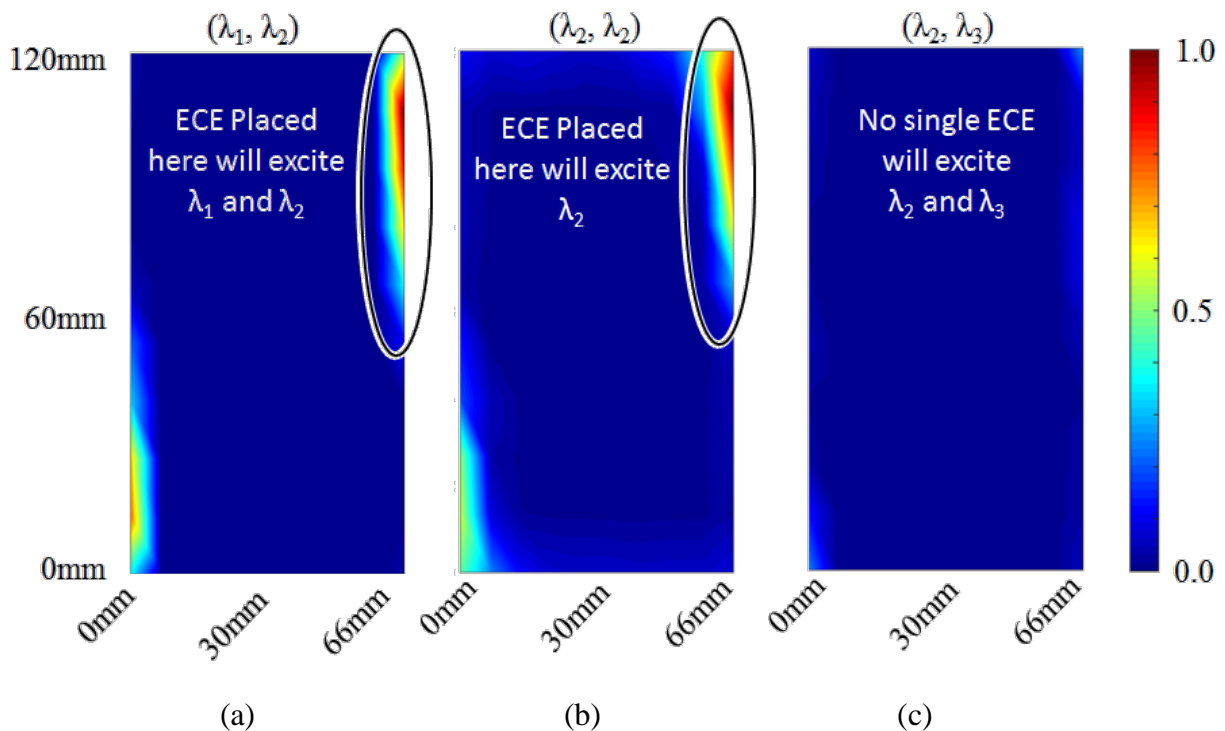 (λ₁, λ₂)
(λ₂, λ₂)
(λ₂, λ₃)
120mm
60mm
0mm
ECE Placed
here will excite
λ₁ and λ₂
ECE Placed
here will excite
λ₂
No single ECE
will excite
λ₂ and λ₃
1.0
0.5
0.0
0mm
30mm
66mm
0mm
30mm
66mm
0mm
30mm
66mm
(a)
(b)
(c)